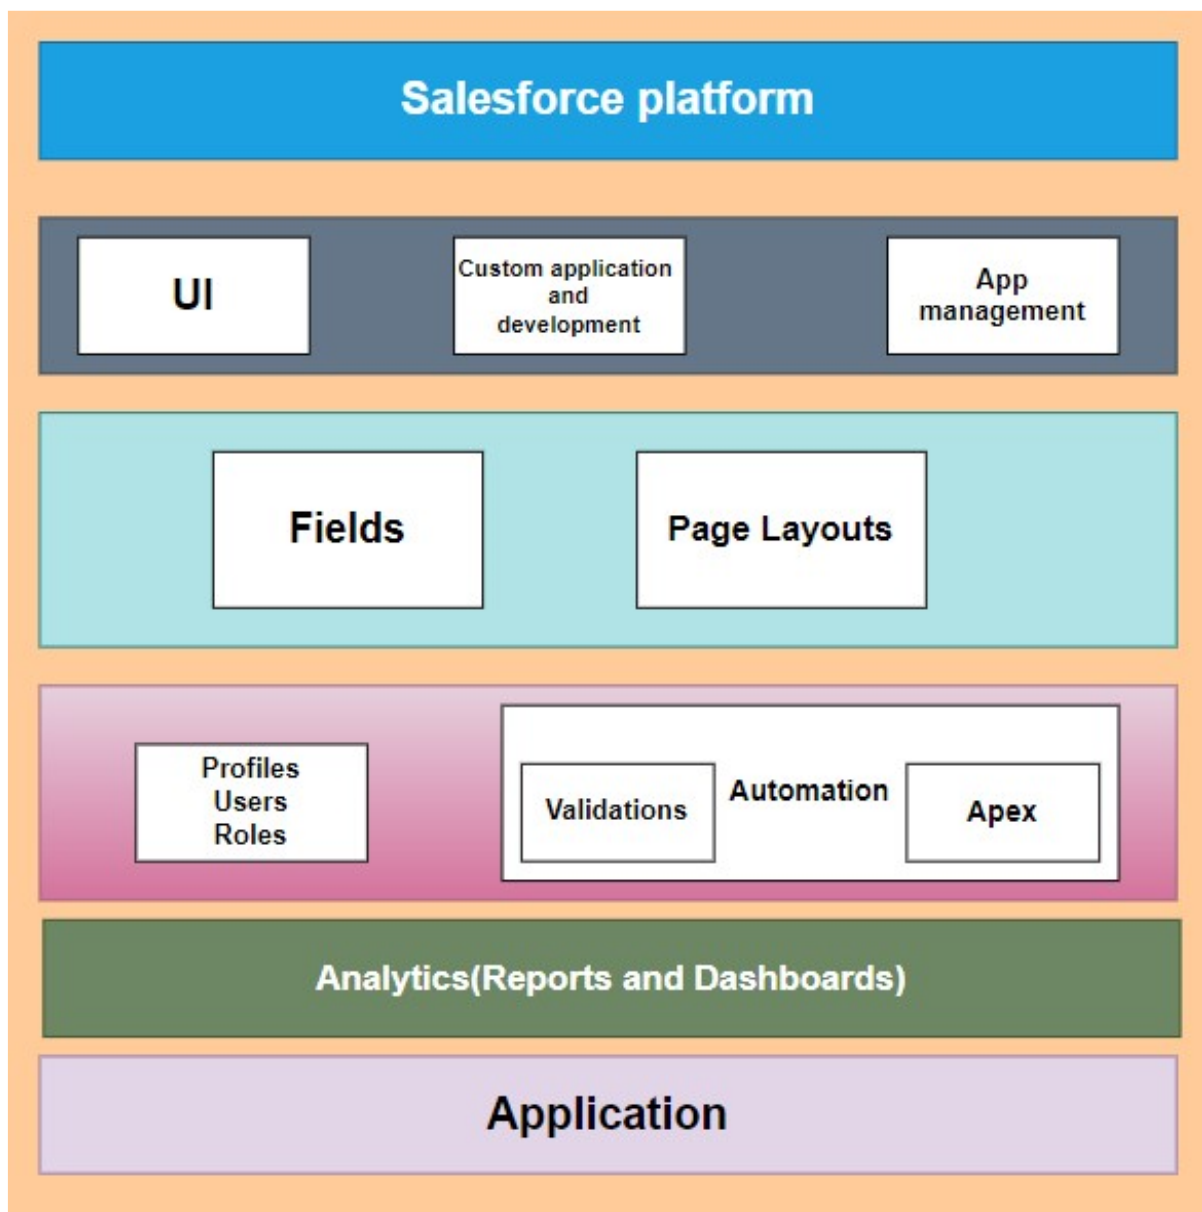 Salesforce platform
UI
Custom application
and
development
App
management
Fields
Page Layouts
Profiles
Users
Roles
Validations
Automation
Apex
Analytics(Reports and Dashboards)
Application